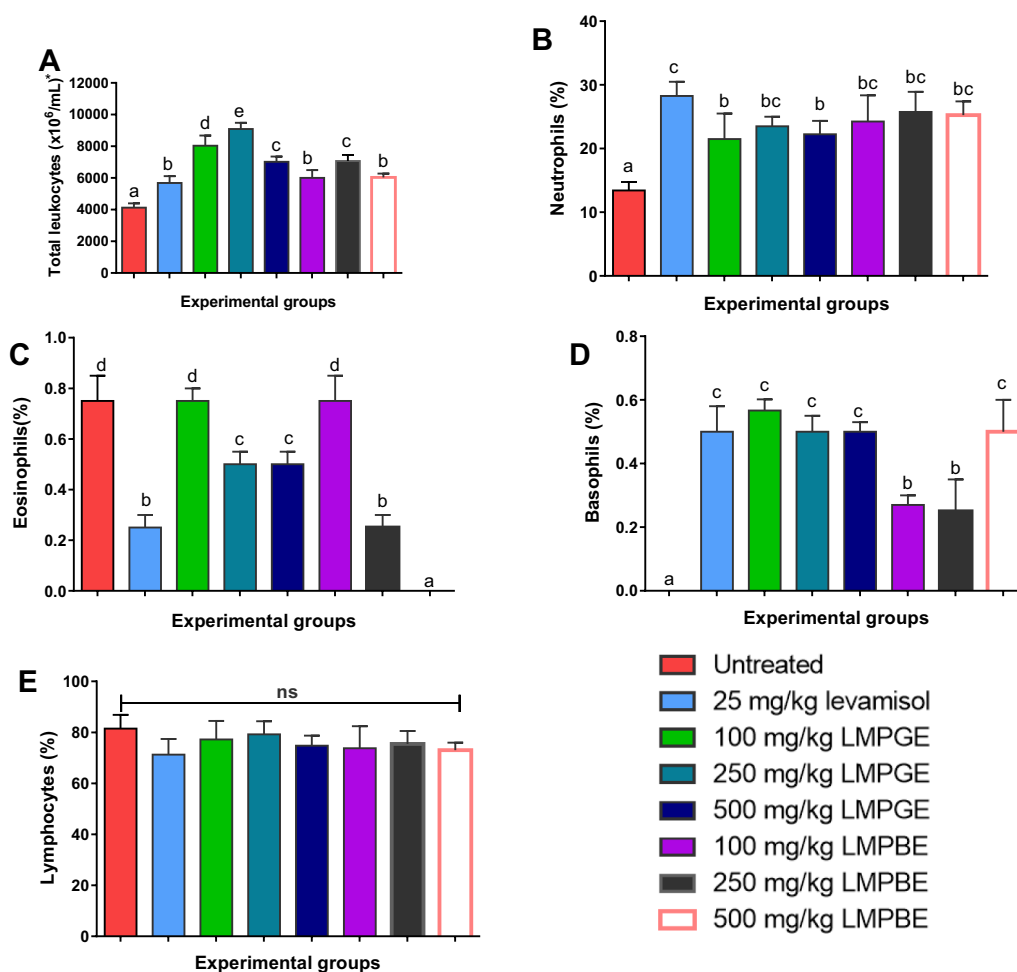 A
Total leukocytes (x10⁶/mL)*
12000
10000
8000
6000
4000
2000
0
a
b
d
e
c
b
c
b
Experimental groups
B
Neutrophils (%)
40
30
20
10
0
a
c
b
bc
b
bc
bc
bc
Experimental groups
C
Eosinophils(%)
1.0
0.8
0.6
0.4
0.2
0.0
d
b
d
c
c
d
b
a
Experimental groups
D
Basophils (%)
0.8
0.6
0.4
0.2
0.0
a
c
c
c
c
b
b
c
Experimental groups
E
Lymphocytes (%)
100
80
60
40
20
0
ns
Experimental groups
Untreated
25 mg/kg levamisol
100 mg/kg LMPGE
250 mg/kg LMPGE
500 mg/kg LMPGE
100 mg/kg LMPBE
250 mg/kg LMPBE
500 mg/kg LMPBE